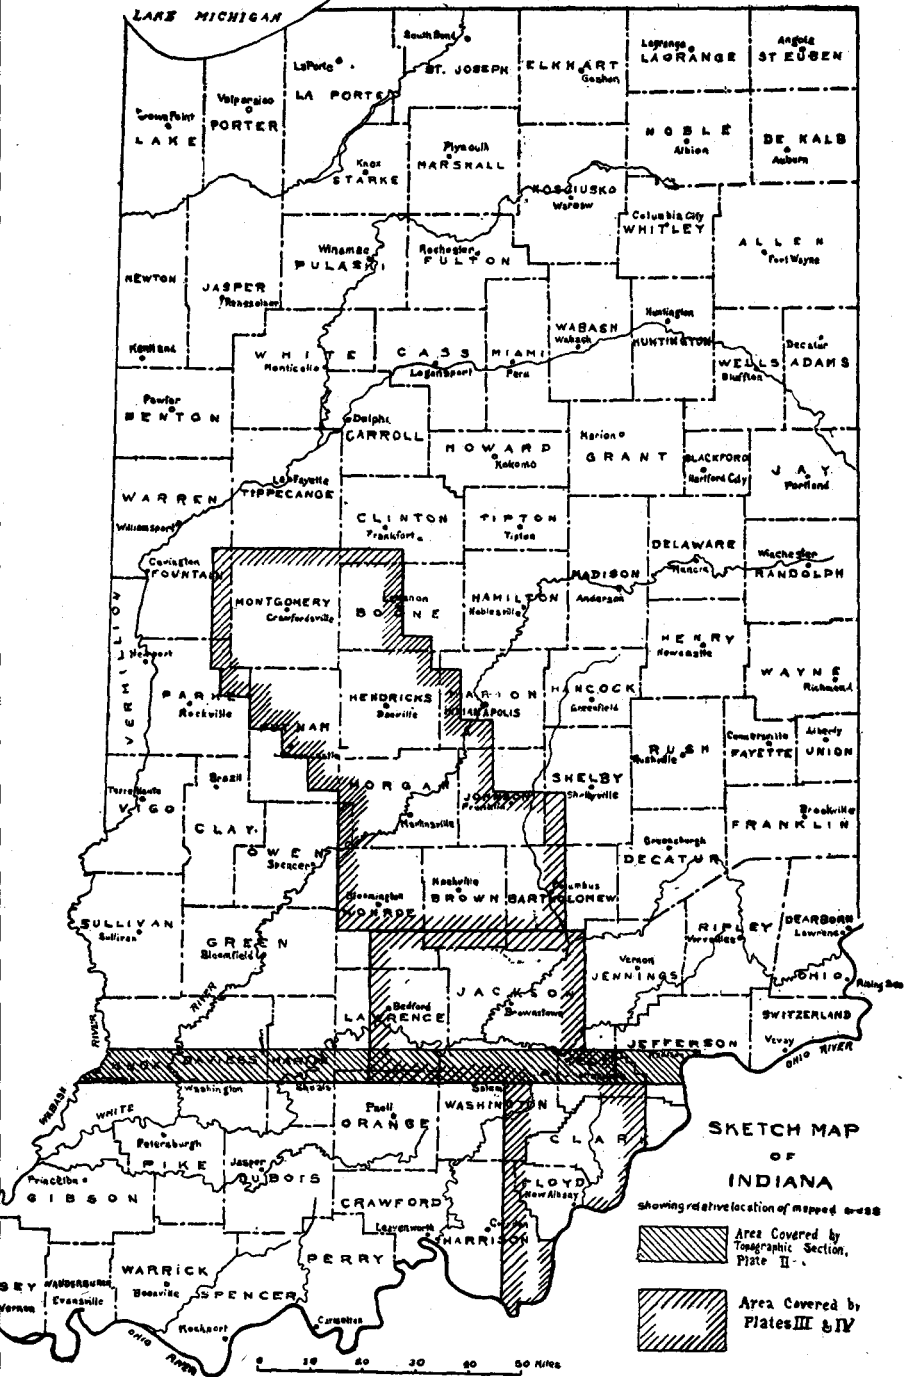 LAKE MICHIGAN
South Bend
ST. JOSEPH
ELKHART
Goshen
Lagrange
LAGRANGE
Angola
STEUBEN
LaPorte
LA PORTE
Valparaiso
PORTER
Crown Point
LAKE
Knox
STARKE
Plymouth
MARSHALL
NOBLE
Albion
DE KALB
Auburn
KOSCIUSKO
Warsaw
Columbia City
WHITLEY
ALLEN
Fort Wayne
Winamac
PULASKI
Rochester
FULTON
NEWTON
JASPER
Rensselaer
Kentland
WHITE
Monticello
CASS
Logansport
MIAMI
Peru
WABASH
Wabash
Huntington
HUNTINGTON
WELLS
Bluffton
Decatur
ADAMS
Fowler
BENTON
Delphi
CARROLL
HOWARD
Kokomo
Marion
GRANT
BLACKFORD
Hartford City
JAY
Portland
WARREN
Williamsport
LaFayette
TIPPECANOE
CLINTON
Frankfort
TIPTON
Tipton
DELAWARE
Muncie
Winchester
RANDOLPH
Covington
FOUNTAIN
MONTGOMERY
Crawfordsville
Lebanon
BOONE
HAMILTON
Noblesville
MADISON
Anderson
HENRY
Newcastle
WAYNE
Richmond
VERMILLION
Newport
PARKE
Rockville
HENDRICKS
Danville
MARION
INDIANAPOLIS
HANCOCK
Greenfield
RUSH
Rushville
FAYETTE
Liberty
UNION
Terre Haute
VIGO
Brazil
CLAY
OWEN
Spencer
MORGAN
Martinsville
JOHNSON
Franklin
SHELBY
Shelbyville
Greensburgh
DECATUR
Brookville
FRANKLIN
SULLIVAN
Sullivan
GREEN
Bloomfield
Bloomington
MONROE
Nashville
BROWN
BARTHOLOMEW
Columbus
Vernon
JENNINGS
RIPLEY
Versailles
DEARBORN
Lawrence
OHIO
Rising Sun
RIVER
RIVER
Bedford
LAWRENCE
JACKSON
Brownstown
JEFFERSON
SWITZERLAND
Vevay
OHIO RIVER
KNOX
DAVIESS
MARTIN
Washington
Shoals
WABASH
WHITE
Petersburgh
PIKE
Princeton
GIBSON
Jasper
DUBOIS
Paoli
ORANGE
Salem
WASHINGTON
CLARK
FLOYD
New Albany
CRAWFORD
Leavenworth
HARRISON
PERRY
WARRICK
Boonville
SPENCER
SEY
Vernon
VANDERBURGH
Evansville
Rockport
Cannelton
OHIO
RIVER
SKETCH MAP
OF
INDIANA
showing relative location of mapped areas
Area Covered by
Topographic Section,
Plate II
Area Covered by
Plates III & IV
0 10 20 30 40 50 Miles